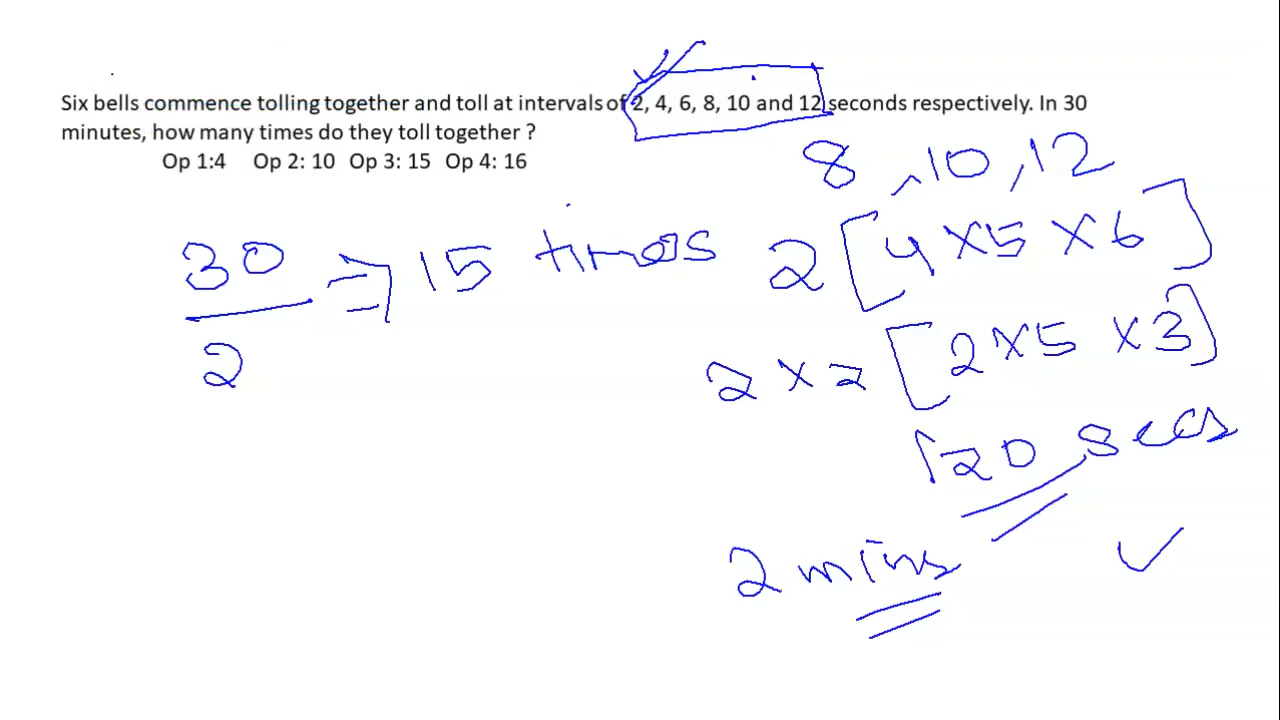 Six bells commence tolling together and toll at intervals of 2, 4, 6, 8, 10 and 12 seconds respectively. In 30
minutes, how many times do they toll together ?
Op 1:4 Op 2: 10 Op 3: 15 Op 4: 16
8, 10, 12
30/2 => 15 times
2 [4 x 5 x 6]
2 x 2 [2 x 5 x 3]
120 secs
2 mins